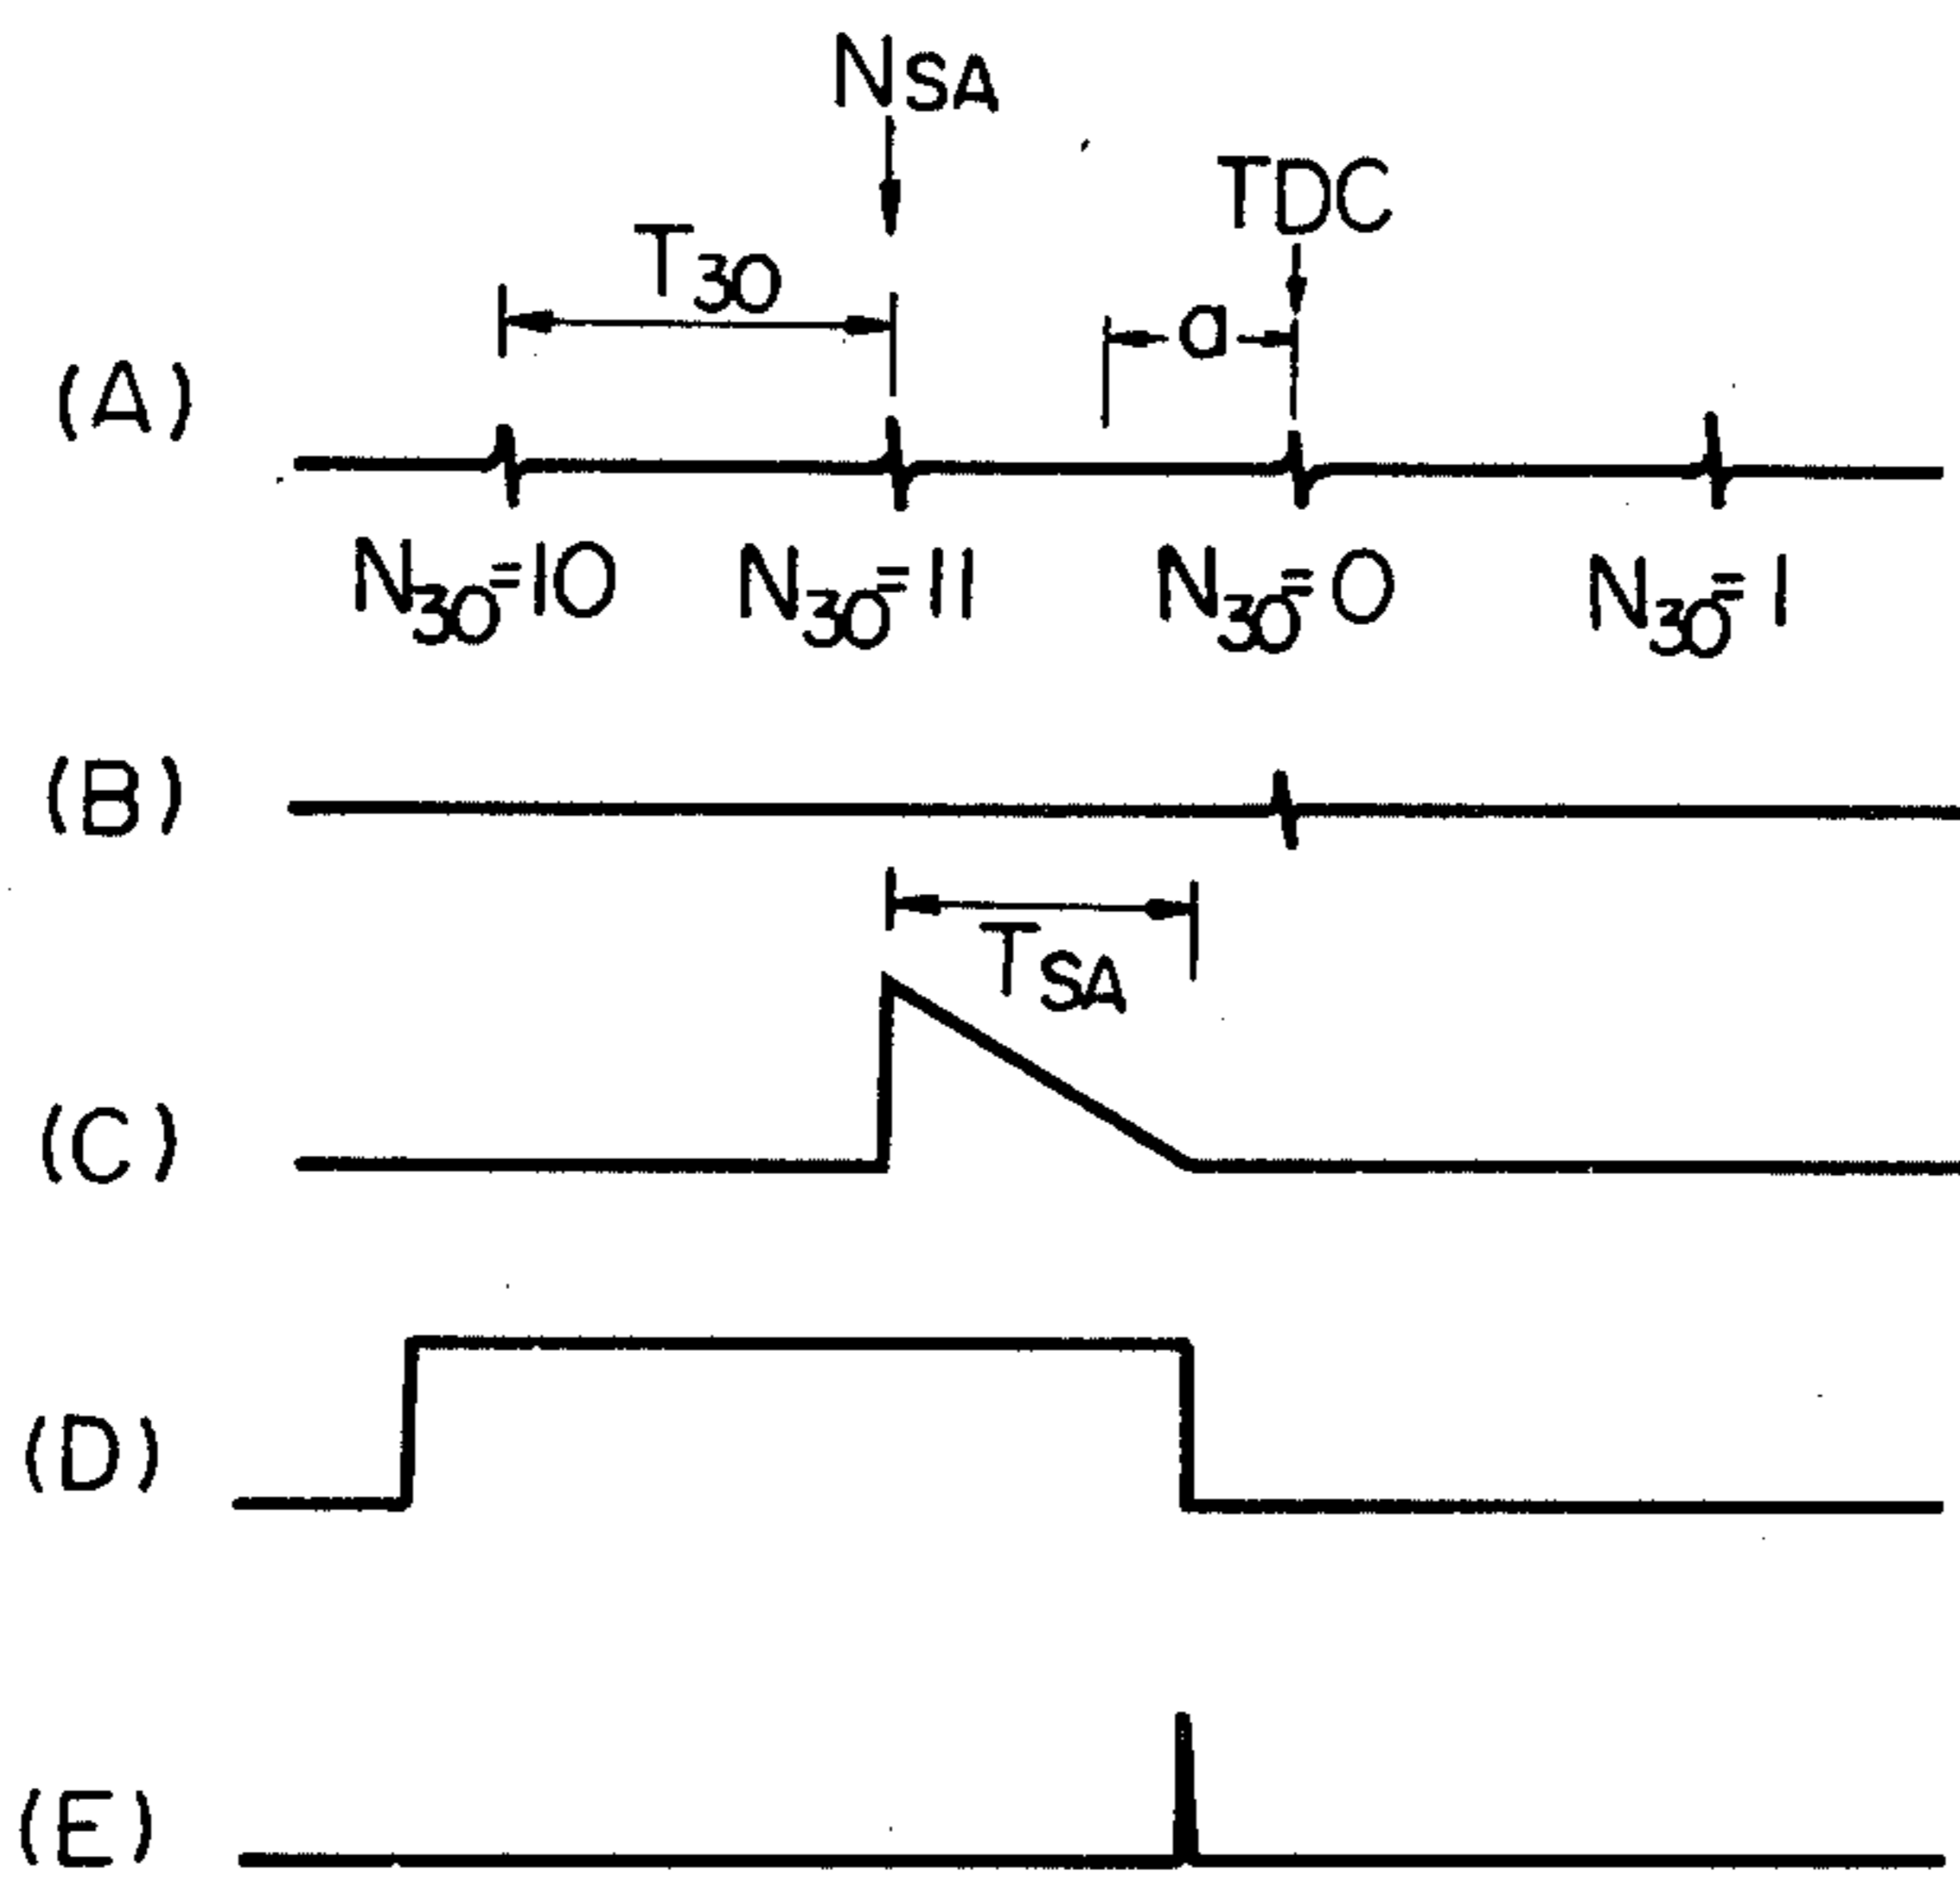 NSA
TDC
T30
a
(A)
N30=10 N30=11 N30=0 N30=1
(B)
TSA
(C)
(D)
(E)